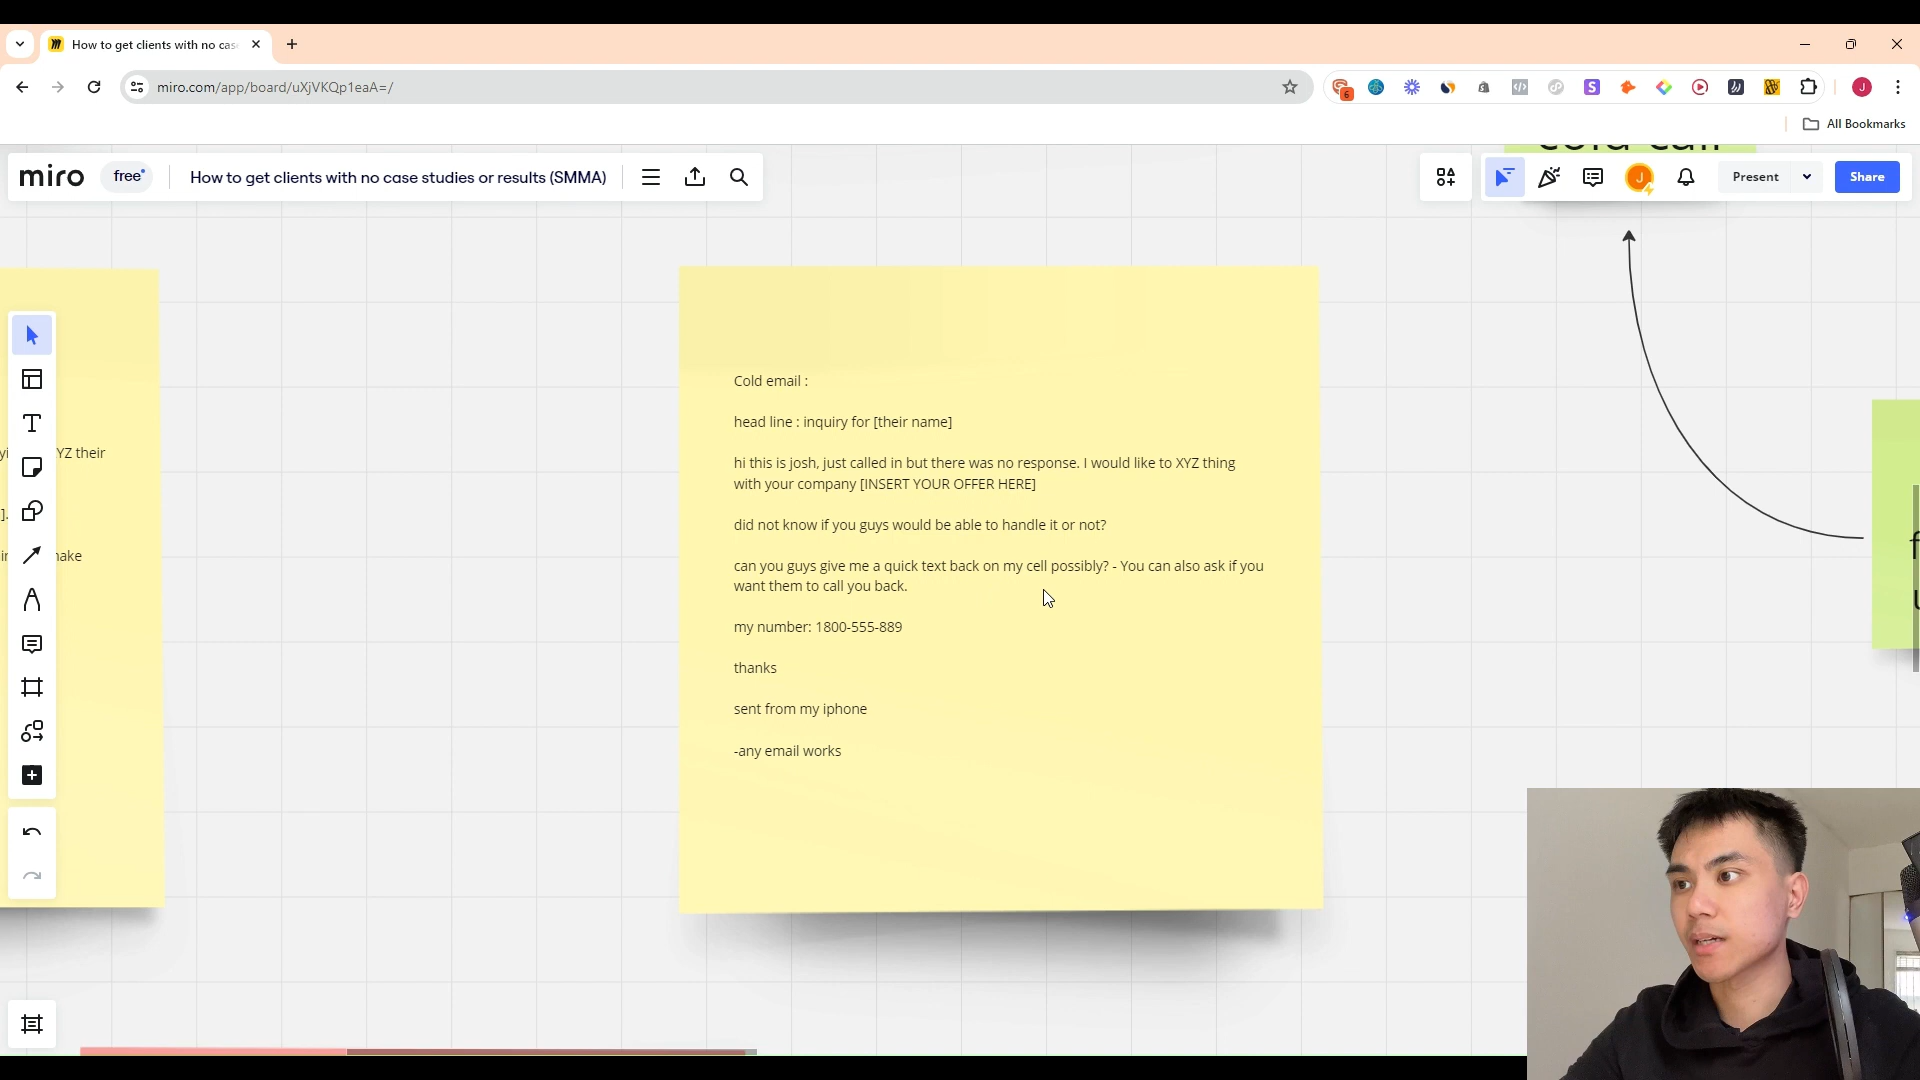 How to get clients with no cas
miro.com/app/board/uXjVKQp1eaA=/
6
S
J
All Bookmarks
miro
free
How to get clients with no case studies or results (SMMA)
cold call
J
Present
Share
YZ their
].
make
Cold email :
head line : inquiry for [their name]
hi this is josh, just called in but there was no response. I would like to XYZ thing
with your company [INSERT YOUR OFFER HERE]
did not know if you guys would be able to handle it or not?
can you guys give me a quick text back on my cell possibly? - You can also ask if you
want them to call you back.
my number: 1800-555-889
thanks
sent from my iphone
-any email works